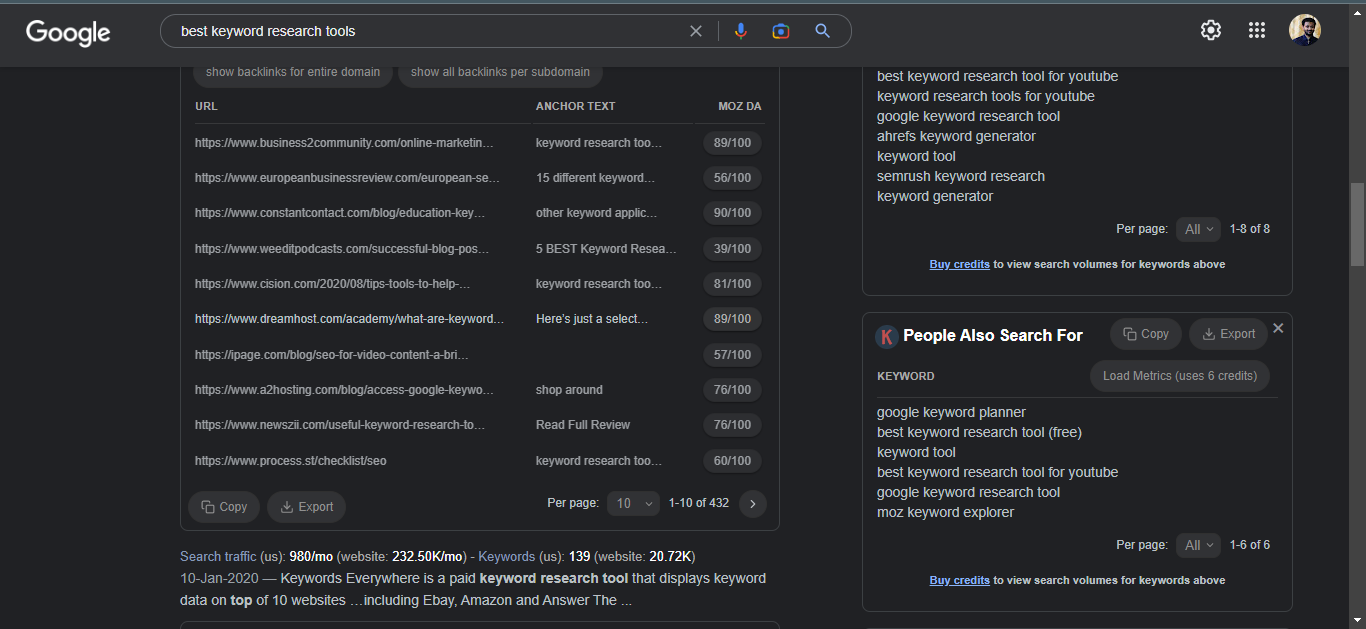 Google
best keyword research tools
show backlinks for entire domain show all backlinks per subdomain
URL ANCHOR TEXT MOZ DA
https://www.business2community.com/online-marketin... keyword research too... 89/100
https://www.europeanbusinessreview.com/european-se... 15 different keyword... 56/100
https://www.constantcontact.com/blog/education-key... other keyword applic... 90/100
https://www.weeditpodcasts.com/successful-blog-pos... 5 BEST Keyword Resea... 39/100
https://www.cision.com/2020/08/tips-tools-to-help-... keyword research too... 81/100
https://www.dreamhost.com/academy/what-are-keyword... Here's just a select... 89/100
https://ipage.com/blog/seo-for-video-content-a-bri... 57/100
https://www.a2hosting.com/blog/access-google-keywo... shop around 76/100
https://www.newszii.com/useful-keyword-research-to... Read Full Review 76/100
https://www.process.st/checklist/seo keyword research too... 60/100
Copy Export Per page: 10 1-10 of 432
Search traffic (us): 980/mo (website: 232.50K/mo) - Keywords (us): 139 (website: 20.72K)
10-Jan-2020 — Keywords Everywhere is a paid keyword research tool that displays keyword
data on top of 10 websites …including Ebay, Amazon and Answer The ...
best keyword research tool for youtube
keyword research tools for youtube
google keyword research tool
ahrefs keyword generator
keyword tool
semrush keyword research
keyword generator
Per page: All 1-8 of 8
Buy credits to view search volumes for keywords above
K People Also Search For Copy Export
KEYWORD Load Metrics (uses 6 credits)
google keyword planner
best keyword research tool (free)
keyword tool
best keyword research tool for youtube
google keyword research tool
moz keyword explorer
Per page: All 1-6 of 6
Buy credits to view search volumes for keywords above